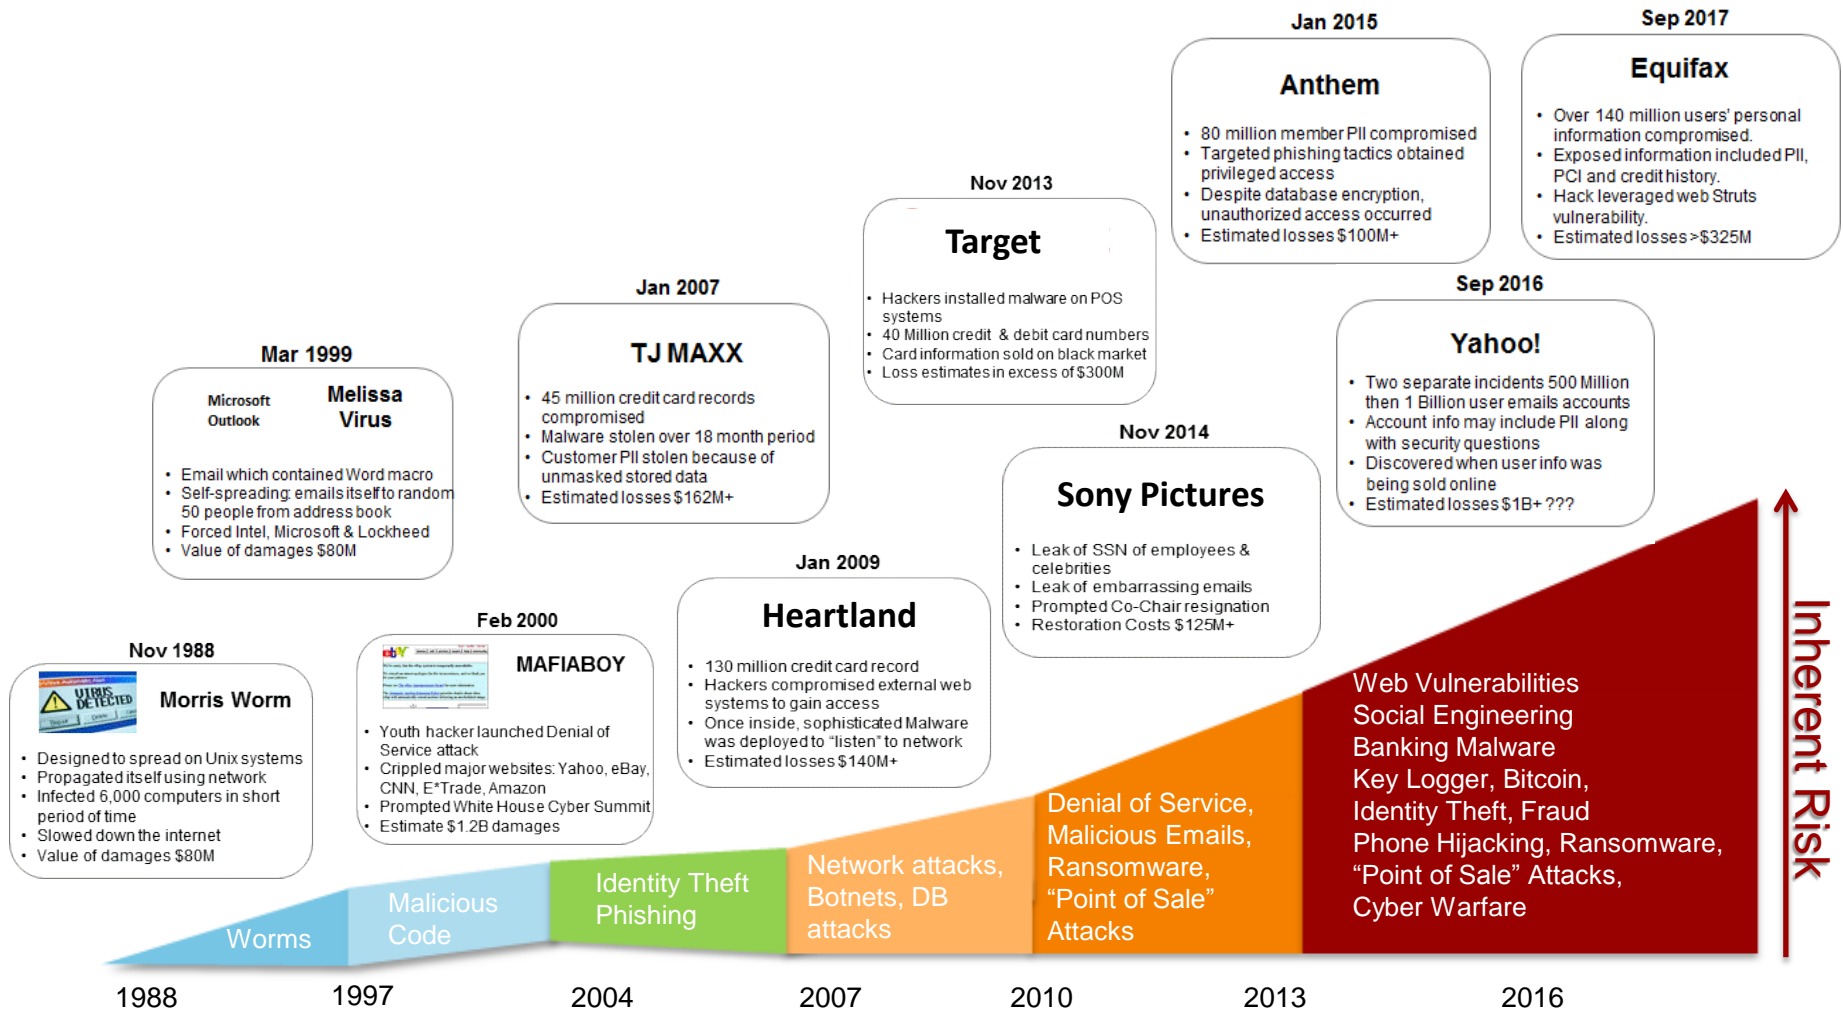 Jan 2015
Sep 2017
Anthem
• 80 million member PII compromised
• Targeted phishing tactics obtained
privileged access
• Despite database encryption,
unauthorized access occurred
• Estimated losses $100M+
Equifax
• Over 140 million users' personal
information compromised.
• Exposed information included PII,
PCI and credit history.
• Hack leveraged web Struts
vulnerability.
• Estimated losses >$325M
Nov 2013
Target
• Hackers installed malware on POS
systems
• 40 Million credit & debit card numbers
• Card information sold on black market
• Loss estimates in excess of $300M
Jan 2007
TJ MAXX
• 45 million credit card records
compromised
• Malware stolen over 18 month period
• Customer PII stolen because of
unmasked stored data
• Estimated losses $162M+
Sep 2016
Yahoo!
• Two separate incidents 500 Million
then 1 Billion user emails accounts
• Account info may include PII along
with security questions
• Discovered when user info was
being sold online
• Estimated losses $1B+ ???
Mar 1999
Microsoft
Outlook
Melissa
Virus
• Email which contained Word macro
• Self-spreading: emails itself to random
50 people from address book
• Forced Intel, Microsoft & Lockheed
• Value of damages $80M
Nov 2014
Sony Pictures
• Leak of SSN of employees &
celebrities
• Leak of embarrassing emails
• Prompted Co-Chair resignation
• Restoration Costs $125M+
Jan 2009
Heartland
• 130 million credit card record
• Hackers compromised external web
systems to gain access
• Once inside, sophisticated Malware
was deployed to “listen” to network
• Estimated losses $140M+
Feb 2000
ebY
MAFIABOY
• Youth hacker launched Denial of
Service attack
• Crippled major websites: Yahoo, eBay,
CNN, E*Trade, Amazon
• Prompted White House Cyber Summit
• Estimate $1.2B damages
Nov 1988
VIRUS
DETECTED
Morris Worm
• Designed to spread on Unix systems
• Propagated itself using network
• Infected 6,000 computers in short
period of time
• Slowed down the internet
• Value of damages $80M
Worms
Malicious
Code
Identity Theft
Phishing
Network attacks,
Botnets, DB
attacks
Denial of Service,
Malicious Emails,
Ransomware,
“Point of Sale”
Attacks
Web Vulnerabilities
Social Engineering
Banking Malware
Key Logger, Bitcoin,
Identity Theft, Fraud
Phone Hijacking, Ransomware,
“Point of Sale” Attacks,
Cyber Warfare
Inherent Risk
1988
1997
2004
2007
2010
2013
2016